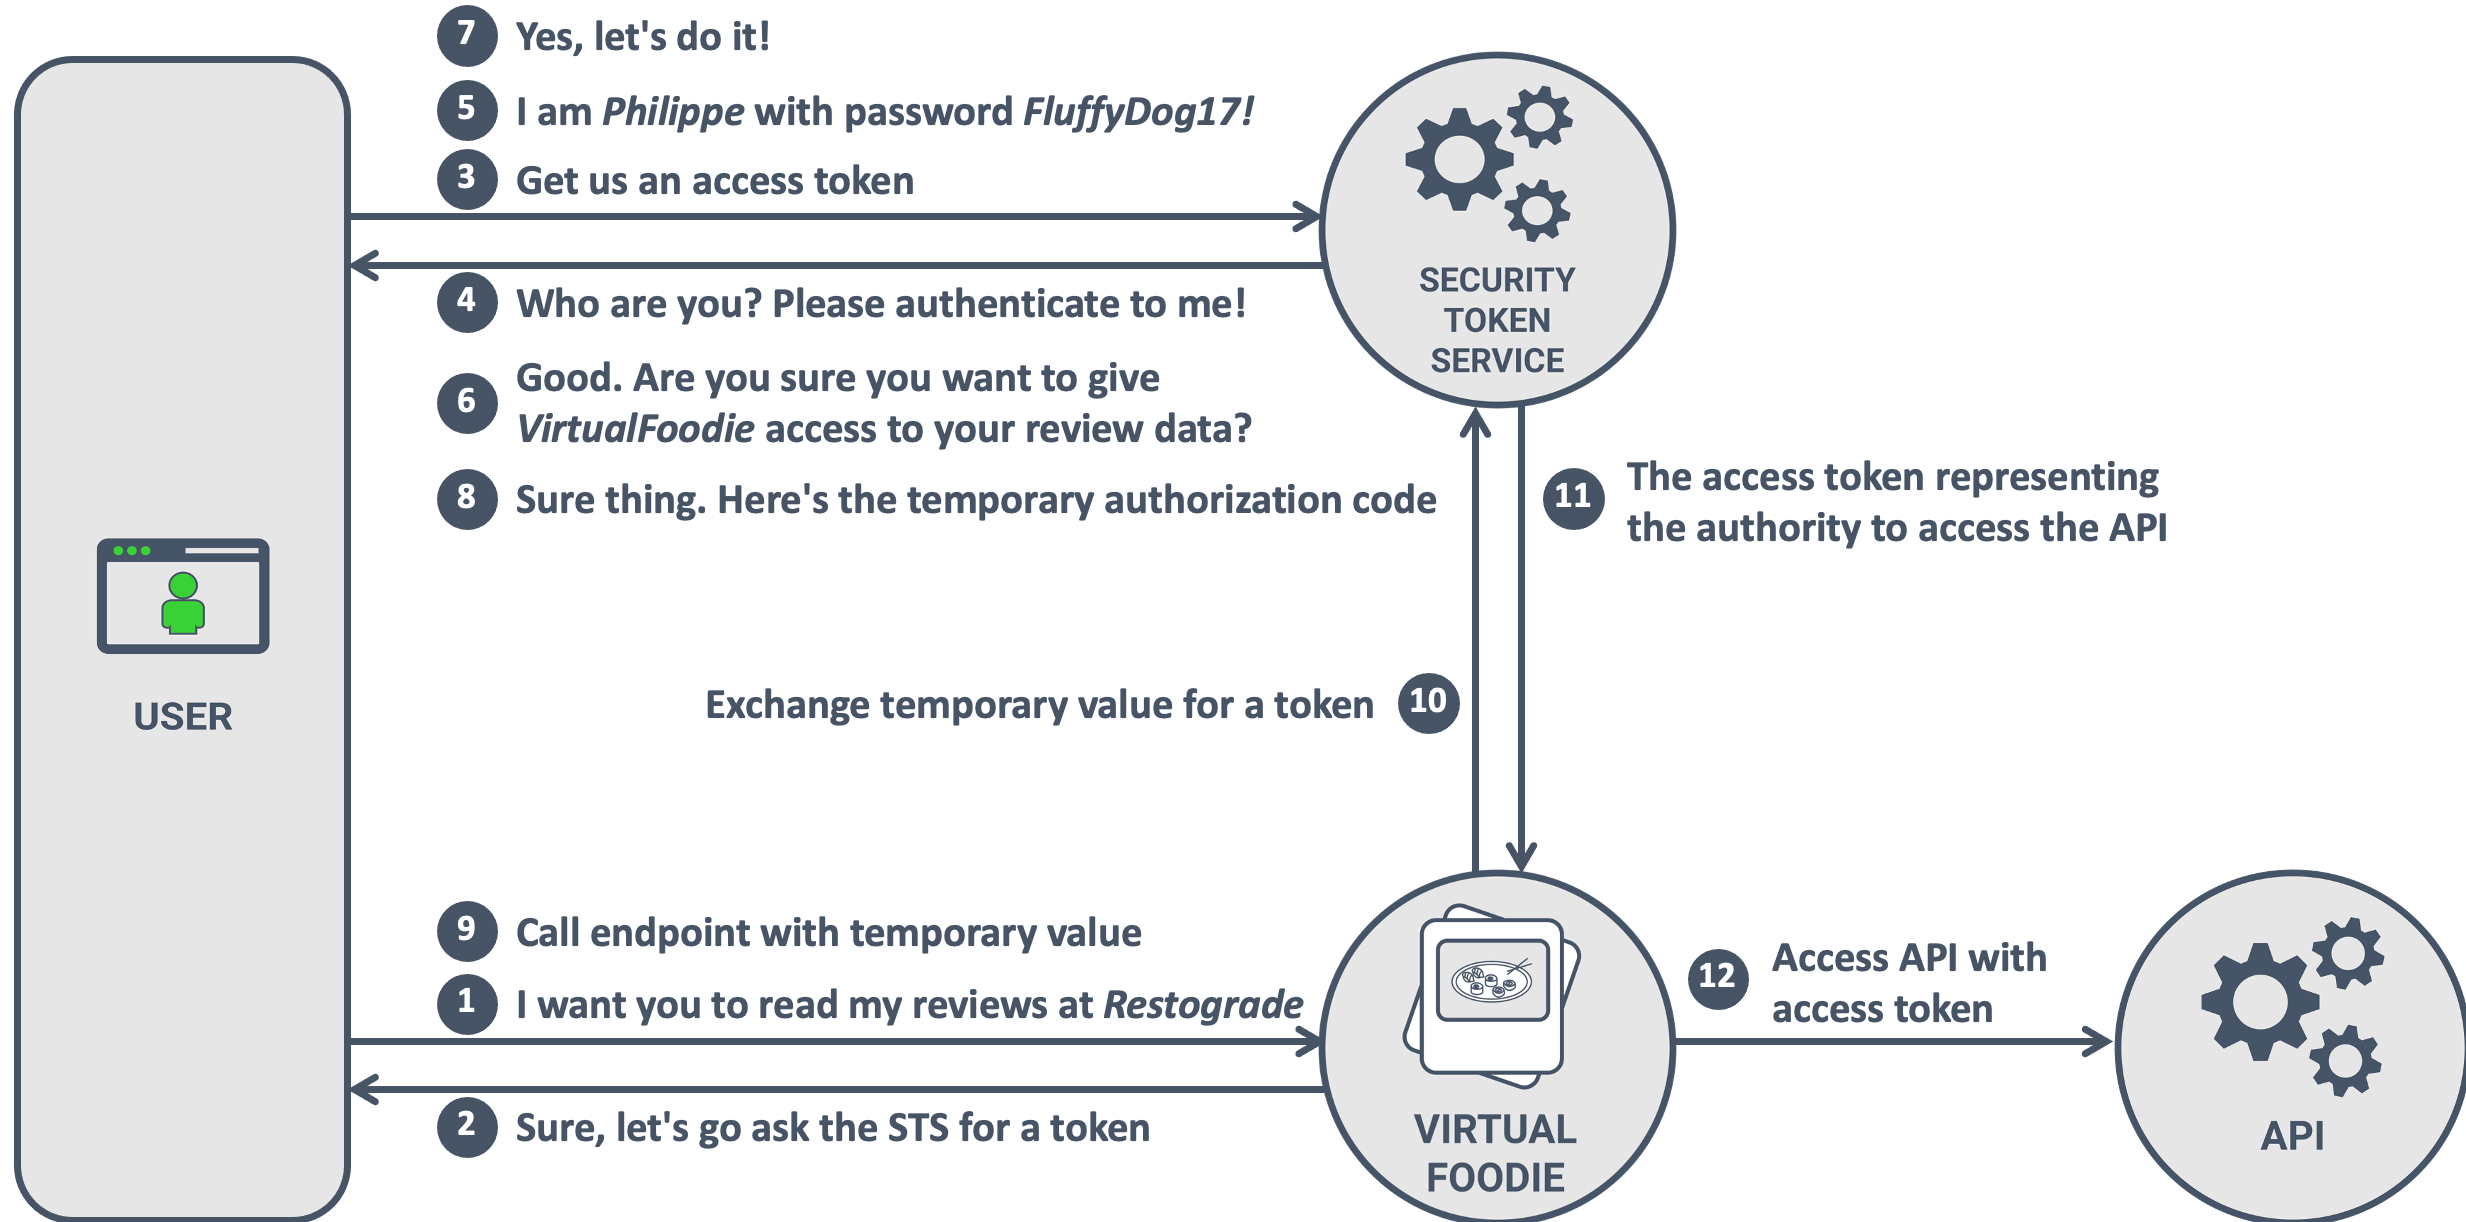 7 Yes, let's do it!
5 I am Philippe with password FluffyDog17!
3 Get us an access token
4 Who are you? Please authenticate to me!
6 Good. Are you sure you want to give
VirtualFoodie access to your review data?
8 Sure thing. Here's the temporary authorization code
SECURITY
TOKEN
SERVICE
11 The access token representing
the authority to access the API
USER
Exchange temporary value for a token 10
9 Call endpoint with temporary value
1 I want you to read my reviews at Restograde
2 Sure, let's go ask the STS for a token
VIRTUAL
FOODIE
12 Access API with
access token
API